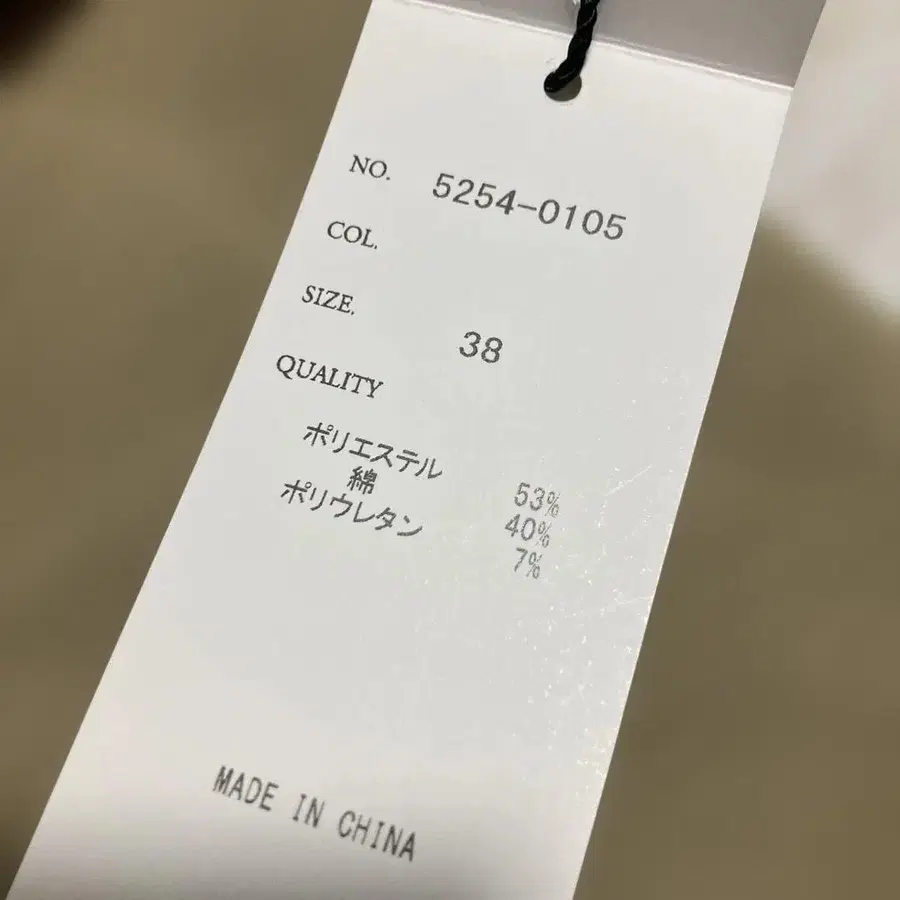 NO. 5254-0105
COL.
SIZE. 38
QUALITY
ポリエステル 53%
綿 40%
ポリウレタン 7%
MADE IN CHINA